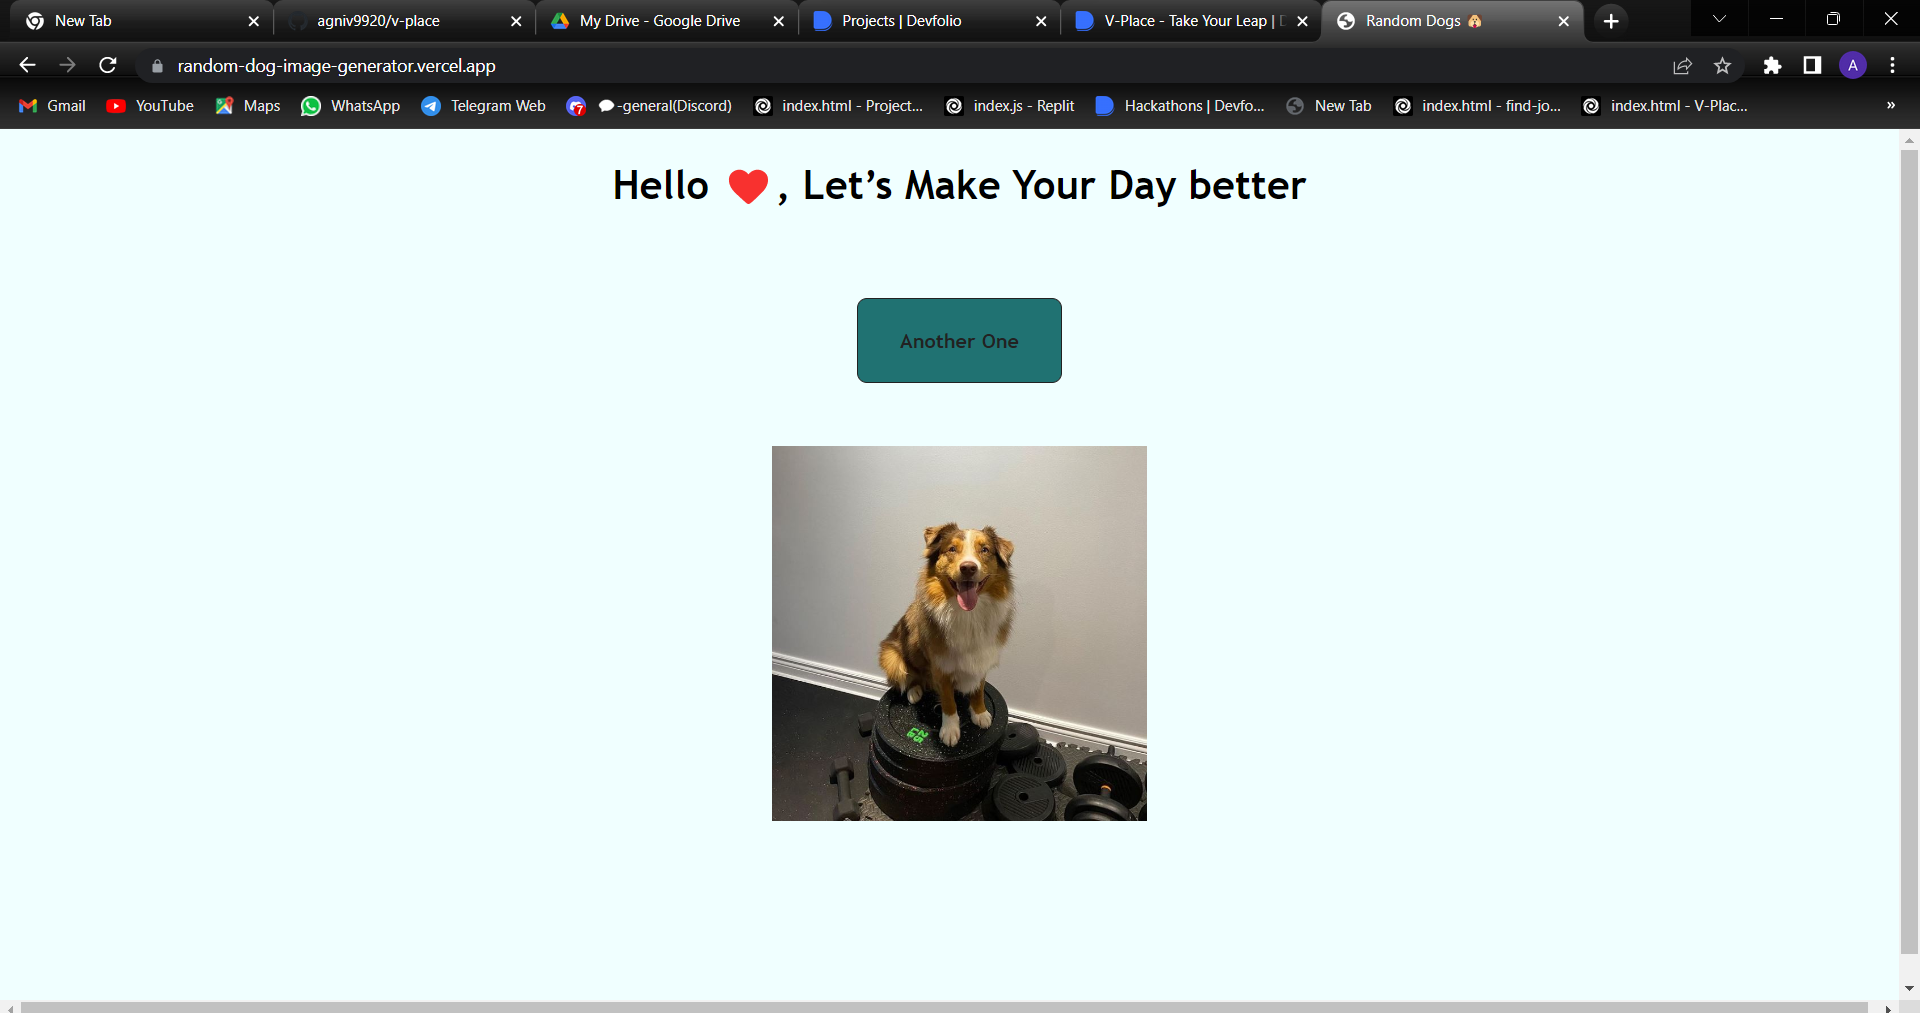 New Tab
agniv9920/v-place
My Drive - Google Drive
Projects | Devfolio
V-Place - Take Your Leap |
Random Dogs 🙈
random-dog-image-generator.vercel.app
A
Gmail
YouTube
Maps
WhatsApp
Telegram Web
7
💬-general(Discord)
index.html - Project...
index.js - Replit
Hackathons | Devfo...
New Tab
index.html - find-jo...
index.html - V-Plac...
»
Hello ❤️, Let’s Make Your Day better
Another One